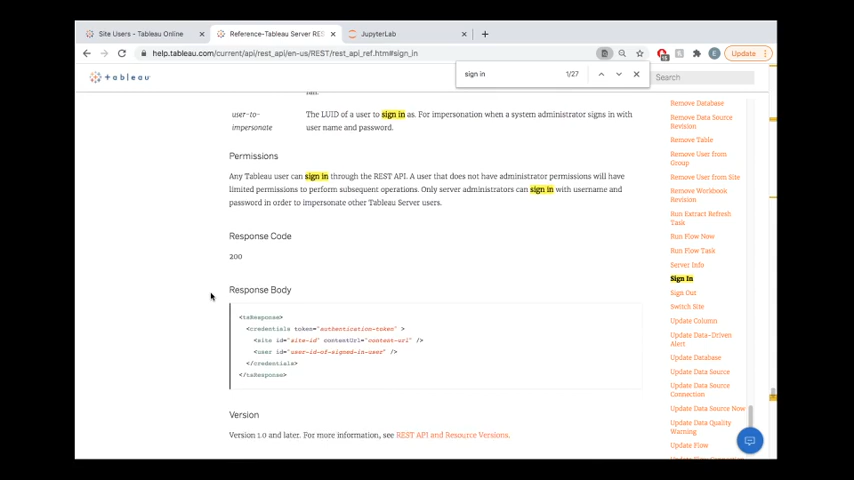 Site Users - Tableau Online
Reference-Tableau Server RES
JupyterLab
help.tableau.com/current/api/rest_api/en-us/REST/rest_api_ref.htm#sign_in
Update
sign in
1/27
+ a b l e a u
Search
user-to-
impersonate
The LUID of a user to sign in as. For impersonation when a system administrator signs in with
user name and password.
Permissions
Any Tableau user can sign in through the REST API. A user that does not have administrator permissions will have
limited permissions to perform subsequent operations. Only server administrators can sign in with username and
password in order to impersonate other Tableau Server users.
Response Code
200
Response Body
<tsResponse>
<credentials token="authentication-token" >
<site id="site-id" contentUrl="content-url" />
<user id="user-id-of-signed-in-user" />
</credentials>
</tsResponse>
Version
Version 1.0 and later. For more information, see REST API and Resource Versions.
Remove Database
Remove Data Source
Revision
Remove Table
Remove User from
Group
Remove User from Site
Remove Workbook
Revision
Run Extract Refresh
Task
Run Flow Now
Run Flow Task
Server Info
Sign In
Sign Out
Switch Site
Update Column
Update Data-Driven
Alert
Update Database
Update Data Source
Update Data Source
Connection
Update Data Source Now
Update Data Quality
Warning
Update Flow